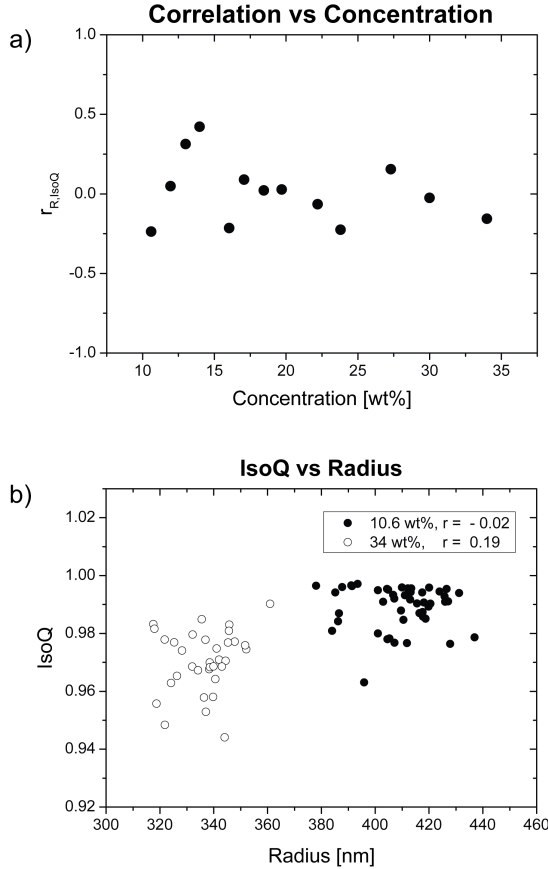 Correlation vs Concentration
a)
1.0
0.5
0.0
-0.5
-1.0
r_R,IsoQ
10 15 20 25 30 35
Concentration [wt%]
IsoQ vs Radius
b)
1.02
1.00
0.98
0.96
0.94
0.92
IsoQ
10.6 wt%, r = - 0.02
34 wt%, r = 0.19
300 320 340 360 380 400 420 440 460
Radius [nm]